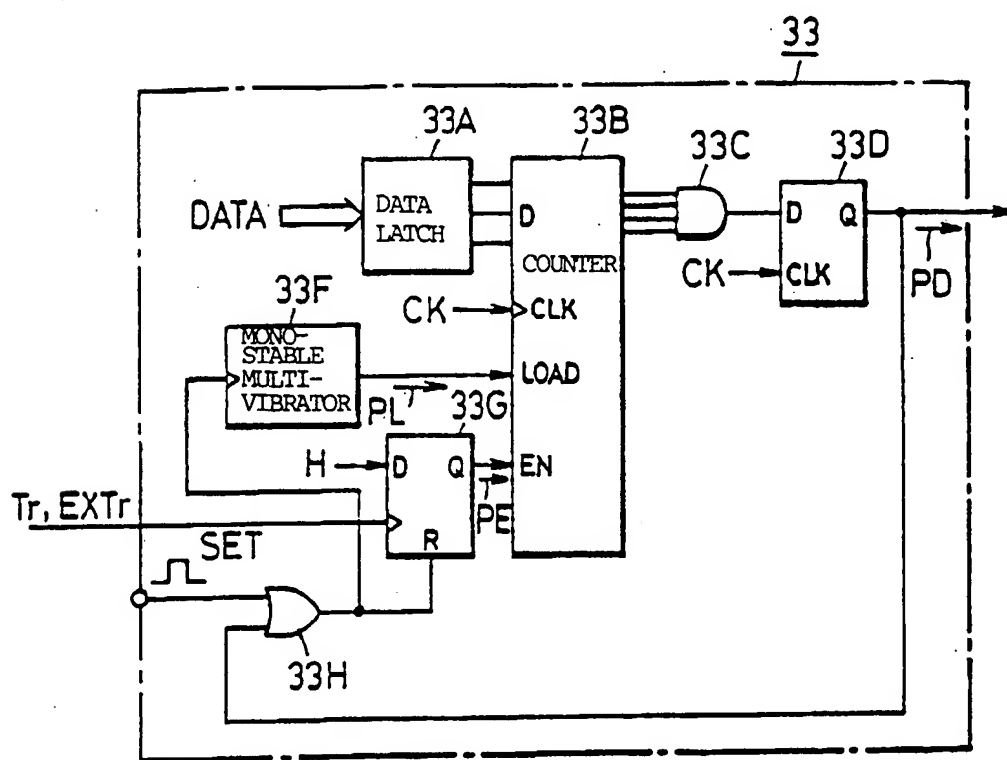 33
33A
33B
33C
33D
DATA
DATA
LATCH
D
COUNTER
D
Q
CK
CLK
PD
CK
CLK
33F
MONO-
STABLE
MULTI-
VIBRATOR
PL
LOAD
33G
H
D
Q
EN
PE
Tr, EXTr
R
SET
33H